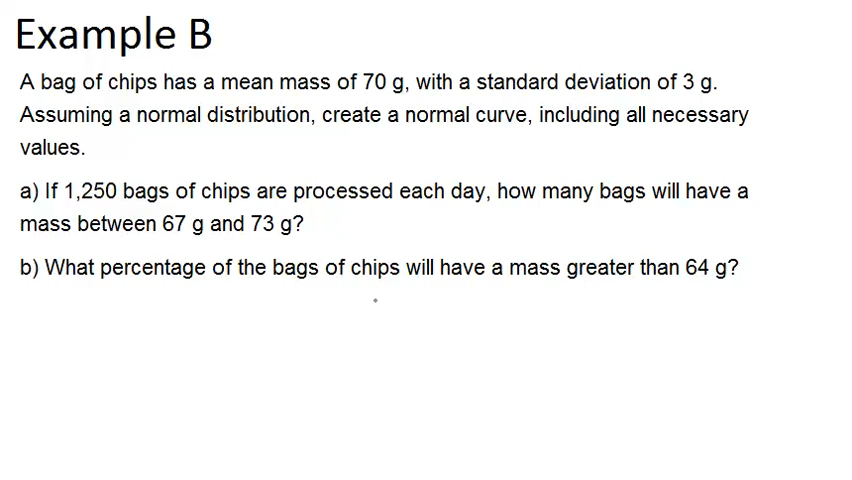 Example B
A bag of chips has a mean mass of 70 g, with a standard deviation of 3 g.
Assuming a normal distribution, create a normal curve, including all necessary
values.
a) If 1,250 bags of chips are processed each day, how many bags will have a
mass between 67 g and 73 g?
b) What percentage of the bags of chips will have a mass greater than 64 g?